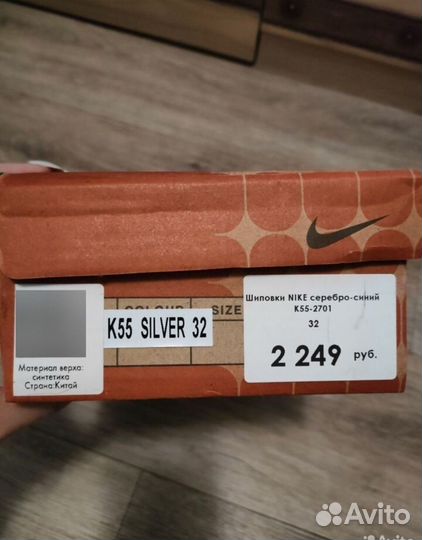 COLOUR
SIZE
K55 SILVER 32
Шиповки NIKE серебро-синий
K55-2701
32
2 249 руб.
Материал верха:
синтетика
Страна:Китай
Avito